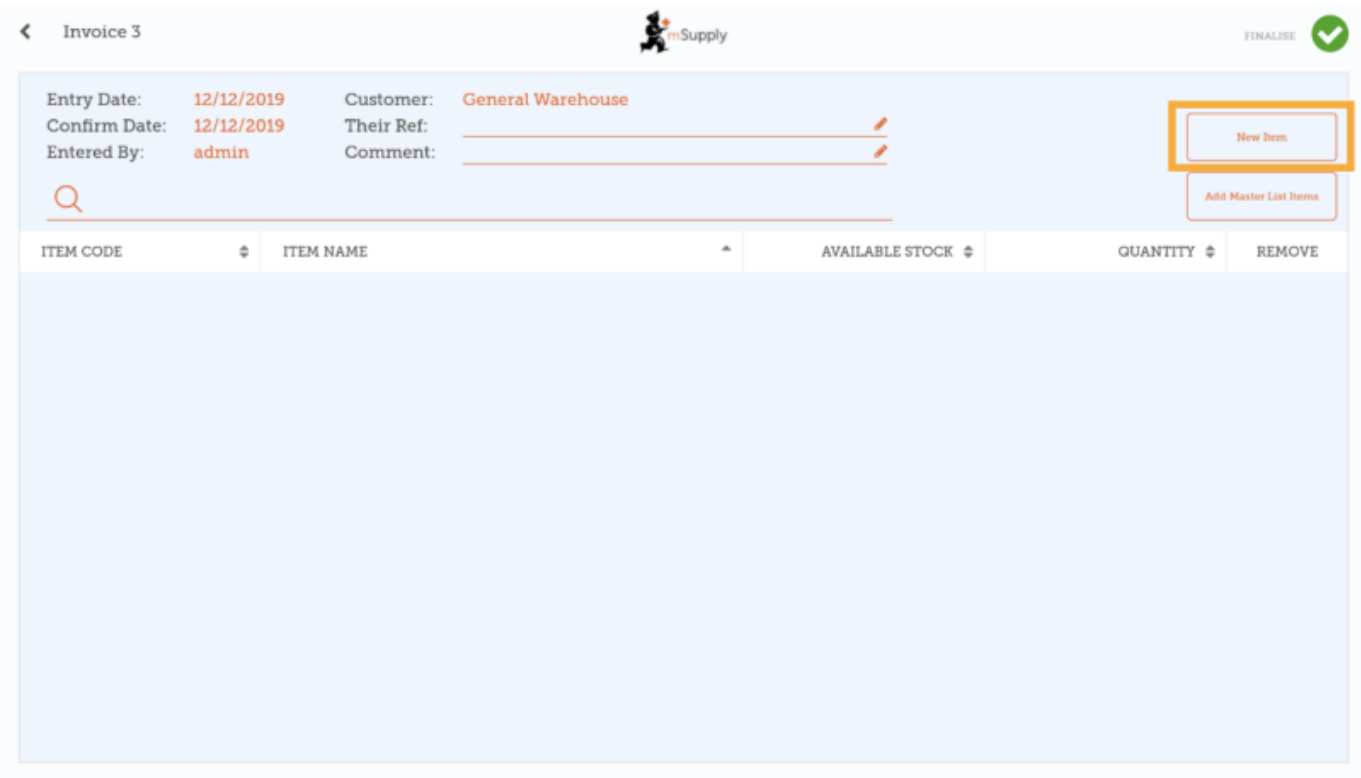 Invoice 3
mSupply
FINALISE
Entry Date: 12/12/2019 Customer: General Warehouse
Confirm Date: 12/12/2019 Their Ref:
Entered By: admin Comment:
New Item
Add Master List Items
ITEM CODE ITEM NAME AVAILABLE STOCK QUANTITY REMOVE